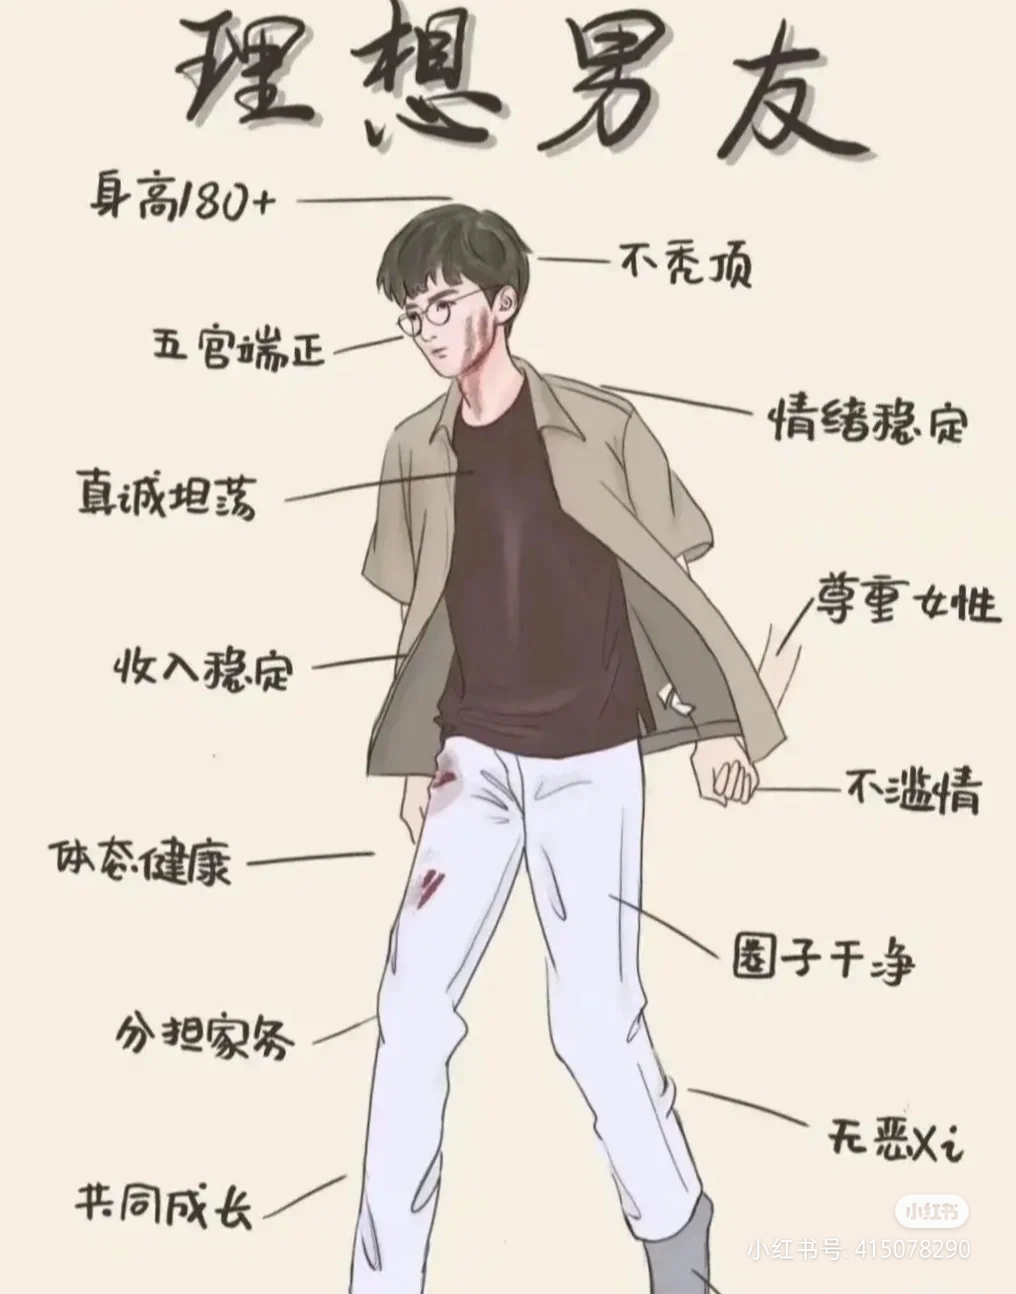 理想男友
身高180+
不秃顶
五官端正
情绪稳定
真诚坦荡
尊重女性
收入稳定
不滥情
体态健康
圈子干净
分担家务
无恶Xi
共同成长
小红书
小红书号: 415078290